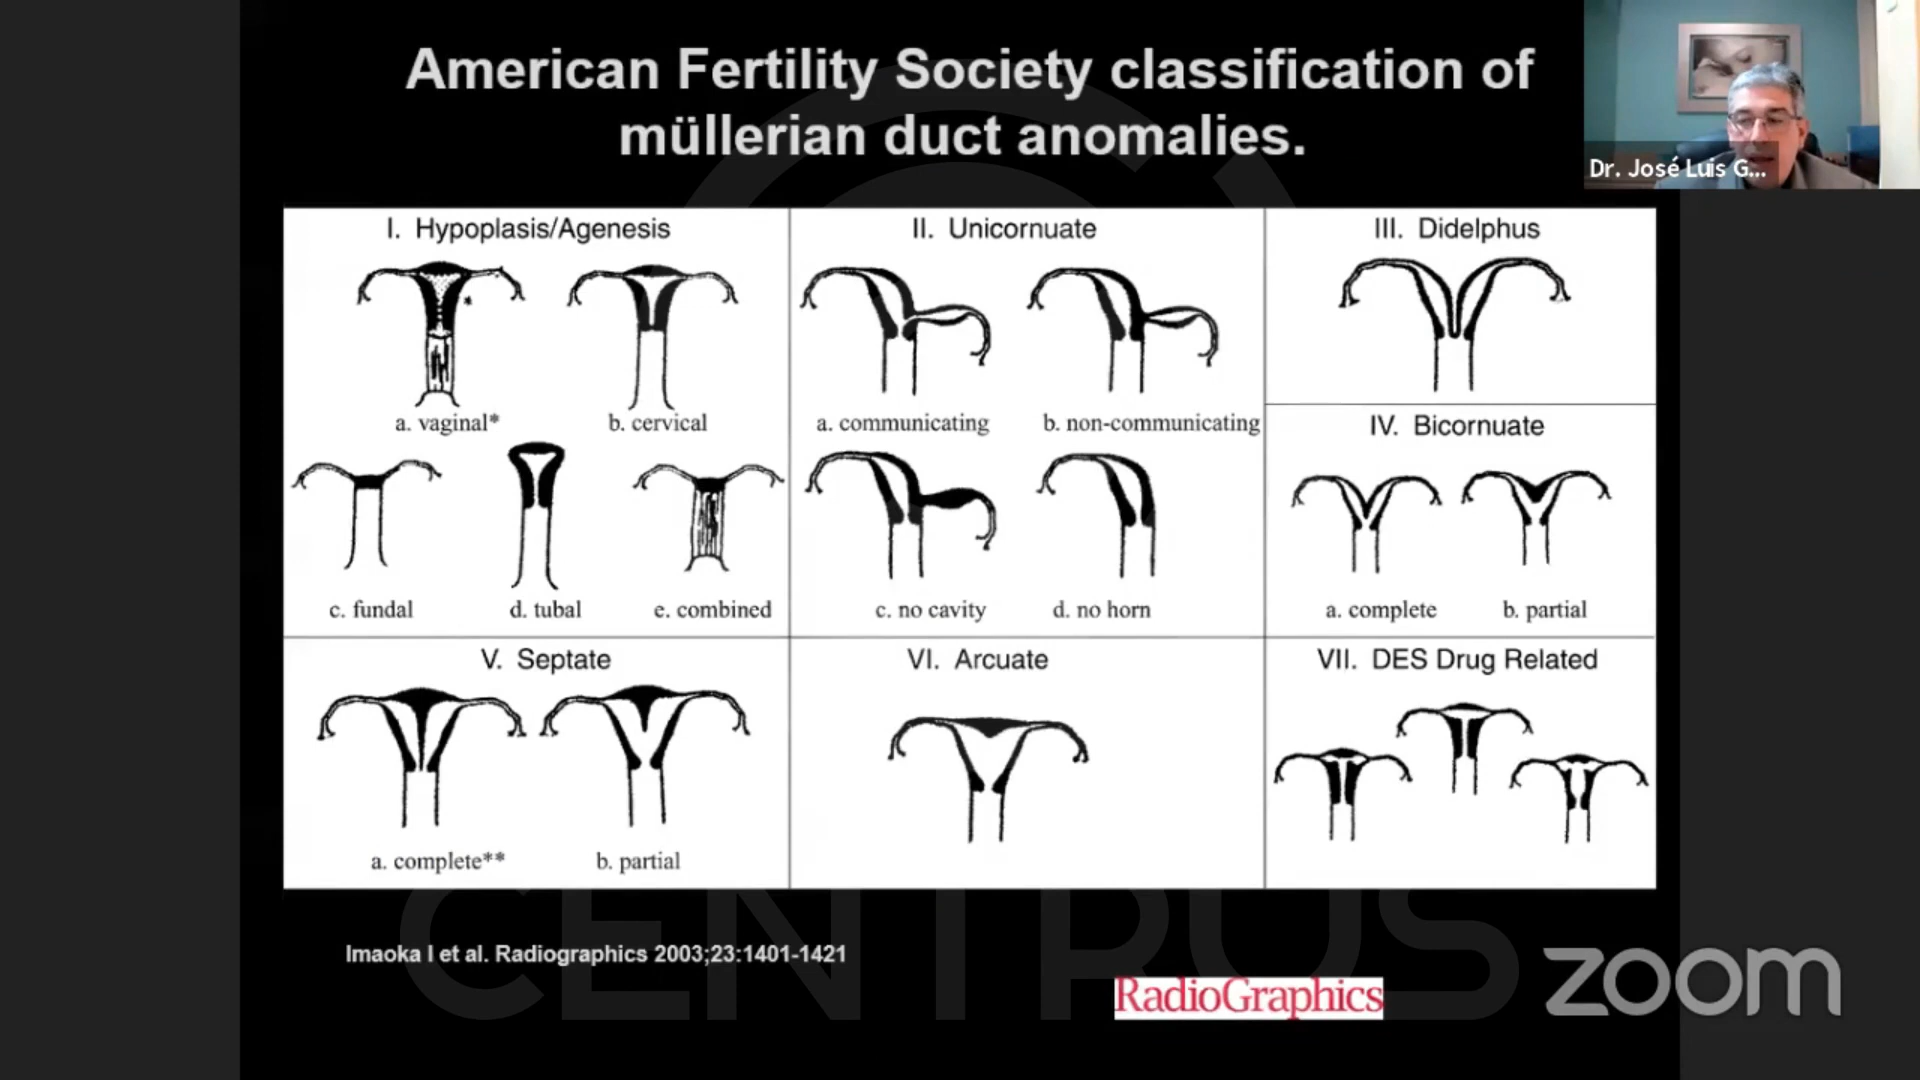 American Fertility Society classification of
müllerian duct anomalies.
Dr. José Luis G...
I. Hypoplasis/Agenesis
a. vaginal*
b. cervical
c. fundal
d. tubal
e. combined
II. Unicornuate
a. communicating
b. non-communicating
c. no cavity
d. no horn
III. Didelphus
IV. Bicornuate
a. complete
b. partial
V. Septate
a. complete**
b. partial
VI. Arcuate
VII. DES Drug Related
CENTRUS
Imaoka I et al. Radiographics 2003;23:1401-1421
RadioGraphics
zoom